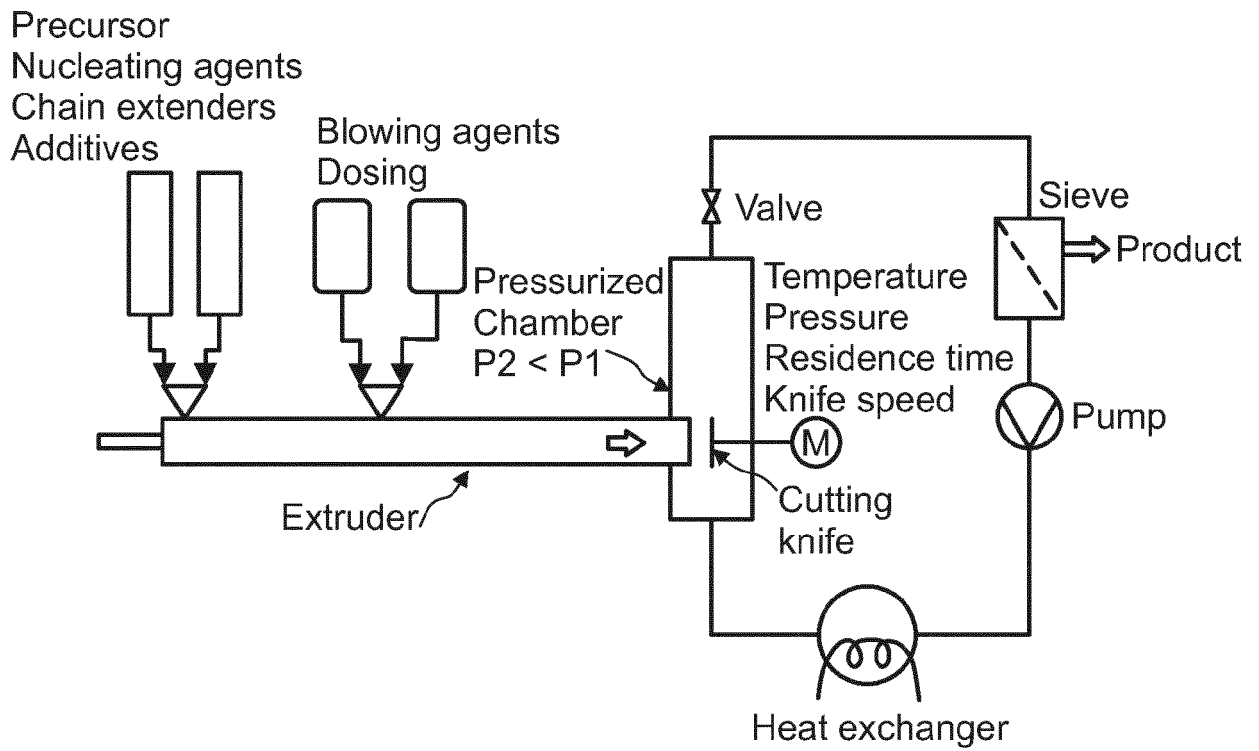 Precursor
Nucleating agents
Chain extenders
Additives
Blowing agents
Dosing
Valve
Sieve
Product
Pressurized
Chamber
P2 < P1
Temperature
Pressure
Residence time
Knife speed
M
Pump
Extruder
Cutting
knife
Heat exchanger